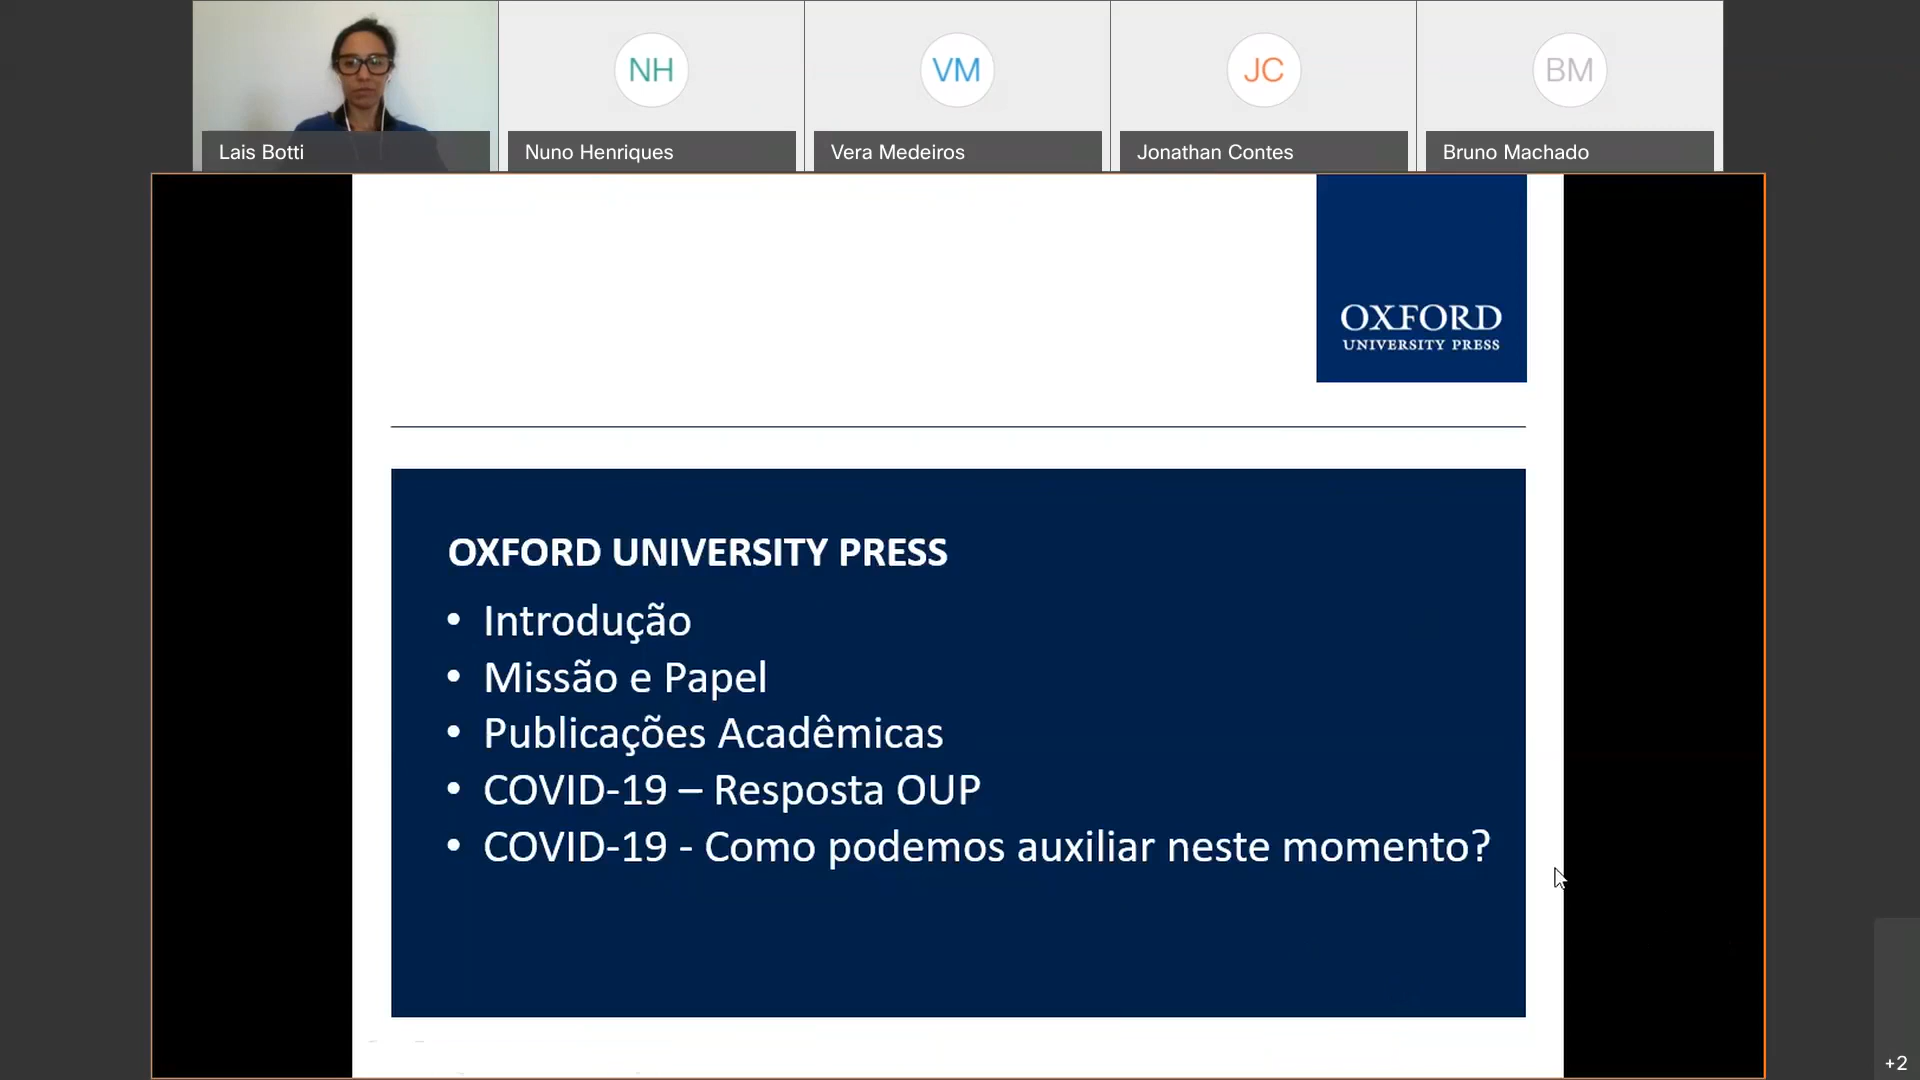 NH
VM
JC
BM
Lais Botti
Nuno Henriques
Vera Medeiros
Jonathan Contes
Bruno Machado
OXFORD
UNIVERSITY PRESS
OXFORD UNIVERSITY PRESS
• Introdução
• Missão e Papel
• Publicações Acadêmicas
• COVID-19 – Resposta OUP
• COVID-19 - Como podemos auxiliar neste momento?
+2